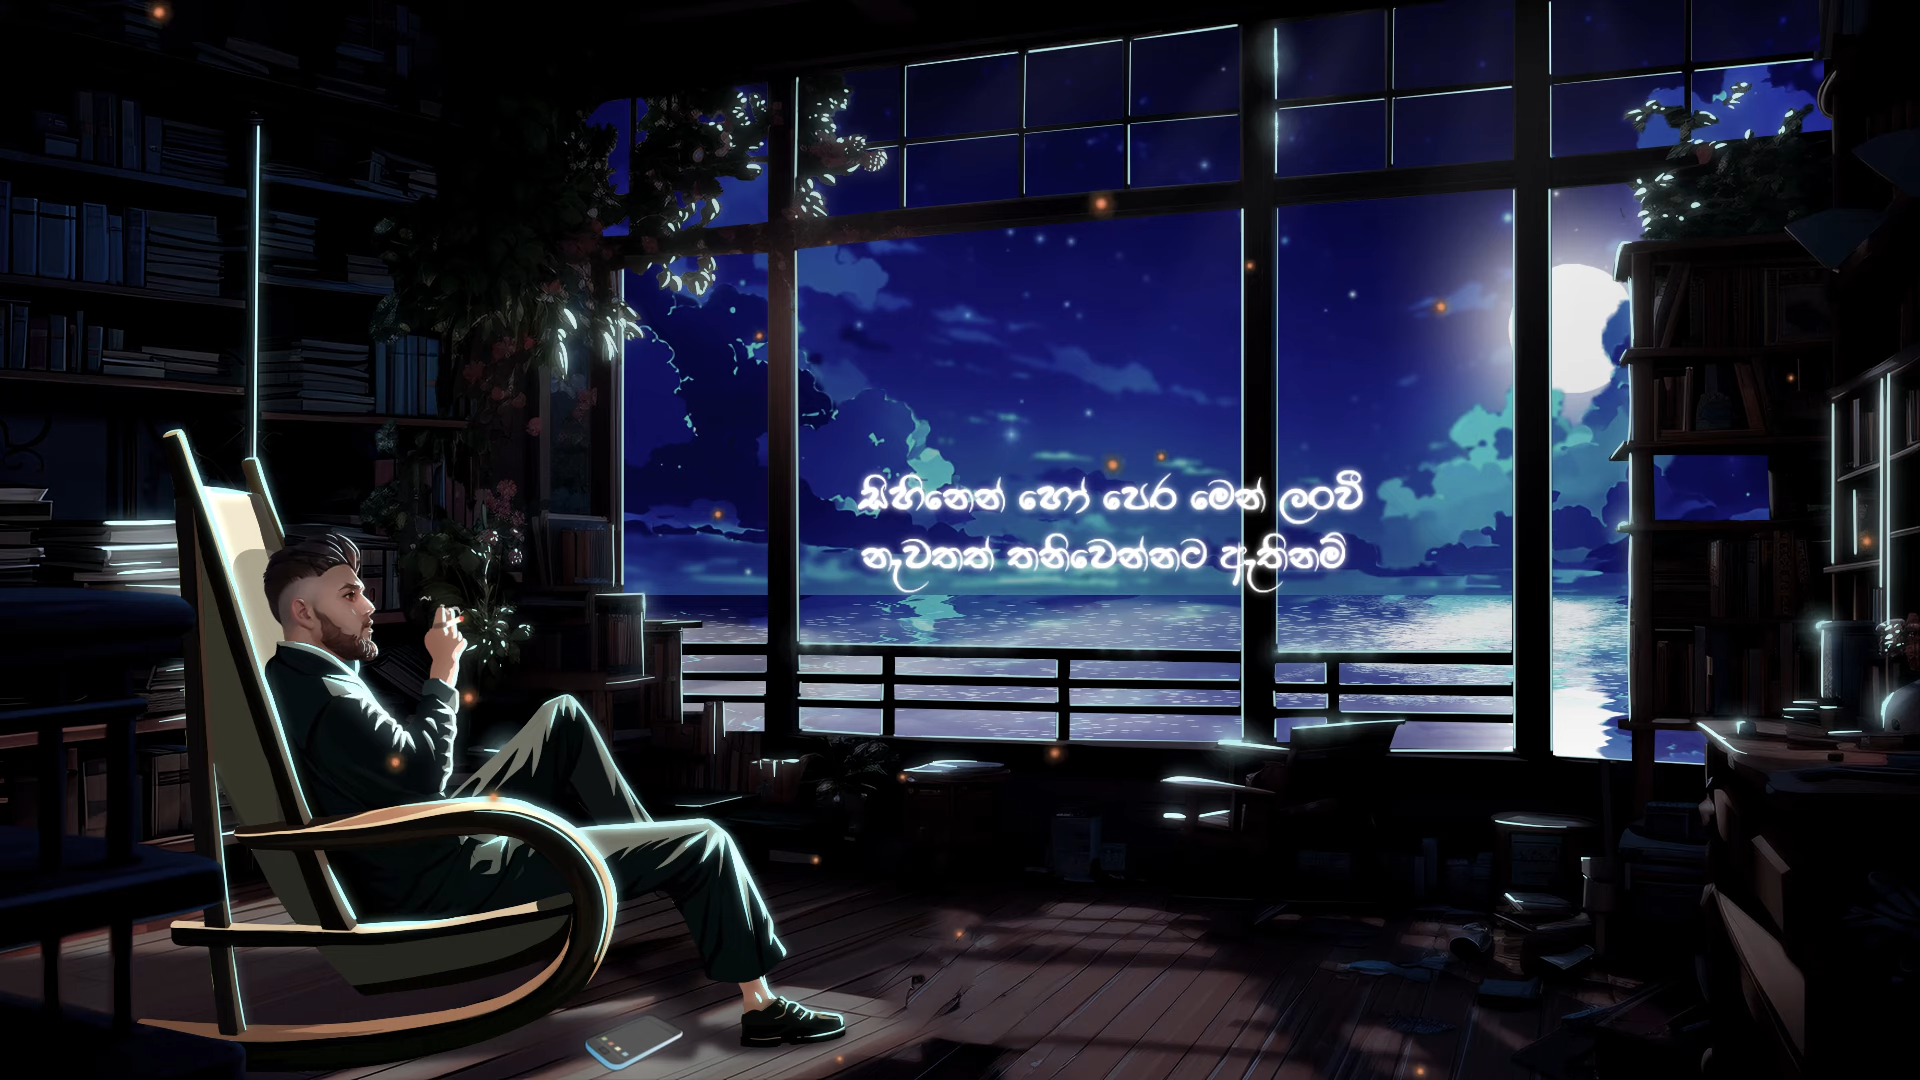 සිහිනෙන් හෝ පෙර මෙන් ලංවී
නැවතත් තනිවෙන්නට ඇතිනම්